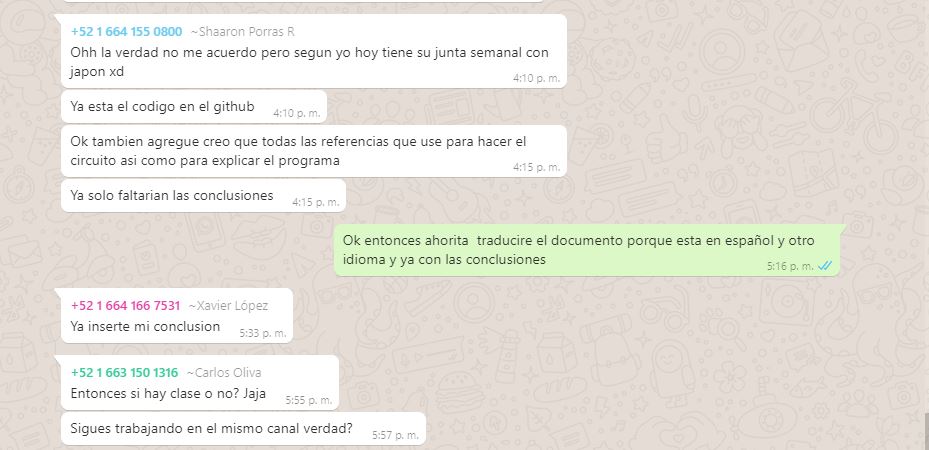 +52 1 664 155 0800 ~Shaaron Porras R
Ohh la verdad no me acuerdo pero segun yo hoy tiene su junta semanal con
japon xd
4:10 p. m.
Ya esta el codigo en el github
4:10 p. m.
Ok tambien agregue creo que todas las referencias que use para hacer el
circuito asi como para explicar el programa
4:15 p. m.
Ya solo faltarian las conclusiones
4:15 p. m.
Ok entonces ahorita traducire el documento porque esta en español y otro
idioma y ya con las conclusiones
5:16 p. m.
+52 1 664 166 7531 ~Xavier López
Ya inserte mi conclusion
5:33 p. m.
+52 1 663 150 1316 ~Carlos Oliva
Entonces si hay clase o no? Jaja
5:55 p. m.
Sigues trabajando en el mismo canal verdad?
5:57 p. m.